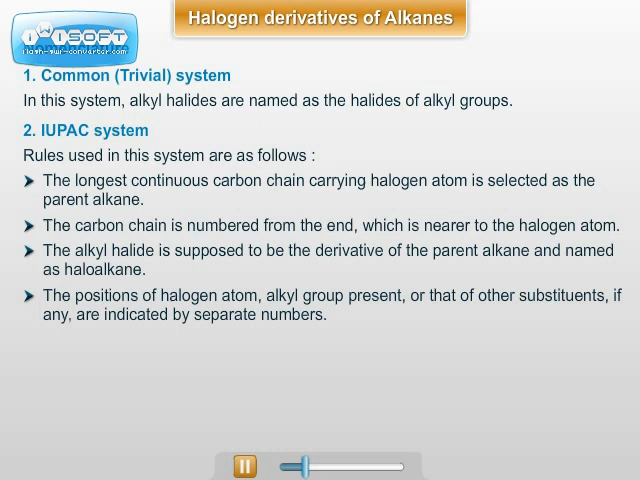 Halogen derivatives of Alkanes
iWiSOFT
flash-swf-converter.com
1. Common (Trivial) system
In this system, alkyl halides are named as the halides of alkyl groups.
2. IUPAC system
Rules used in this system are as follows :
The longest continuous carbon chain carrying halogen atom is selected as the
parent alkane.
The carbon chain is numbered from the end, which is nearer to the halogen atom.
The alkyl halide is supposed to be the derivative of the parent alkane and named
as haloalkane.
The positions of halogen atom, alkyl group present, or that of other substituents, if
any, are indicated by separate numbers.